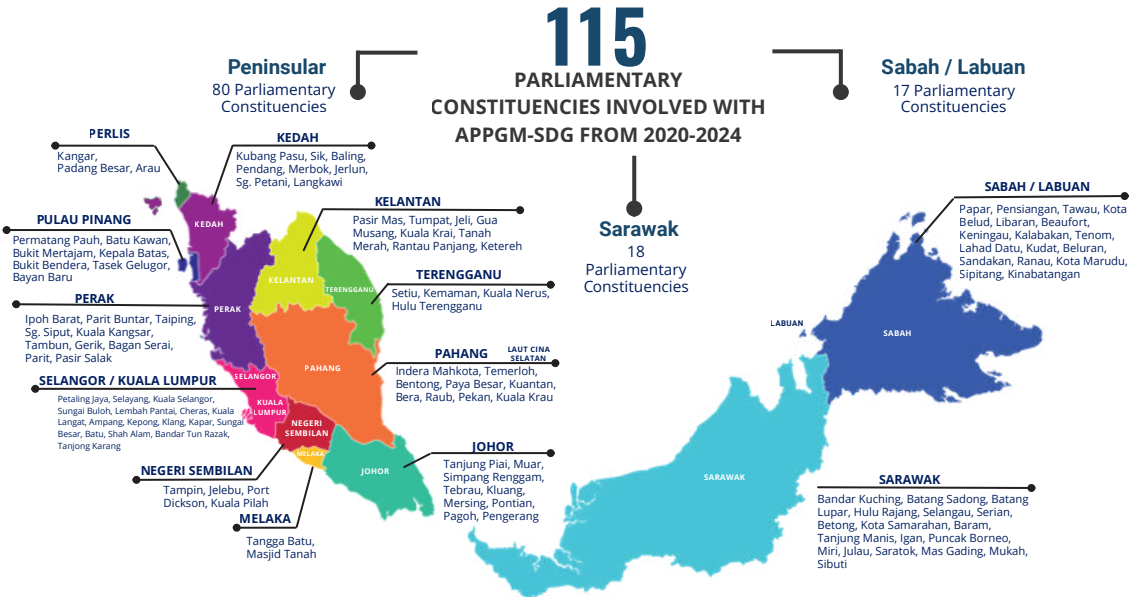 115
PARLIAMENTARY
CONSTITUENCIES INVOLVED WITH
APPGM-SDG FROM 2020-2024
Peninsular
80 Parliamentary
Constituencies
Sabah / Labuan
17 Parliamentary
Constituencies
Sarawak
18
Parliamentary
Constituencies
PERLIS
Kangar,
Padang Besar, Arau
KEDAH
Kubang Pasu, Sik, Baling,
Pendang, Merbok, Jerlun,
Sg. Petani, Langkawi
PULAU PINANG
Permatang Pauh, Batu Kawan,
Bukit Mertajam, Kepala Batas,
Bukit Bendera, Tasek Gelugor,
Bayan Baru
KELANTAN
Pasir Mas, Tumpat, Jeli, Gua
Musang, Kuala Krai, Tanah
Merah, Rantau Panjang, Ketereh
TERENGGANU
Setiu, Kemaman, Kuala Nerus,
Hulu Terengganu
PERAK
Ipoh Barat, Parit Buntar, Taiping,
Sg. Siput, Kuala Kangsar,
Tambun, Gerik, Bagan Serai,
Parit, Pasir Salak
PAHANG
LAUT CINA
SELATAN
Indera Mahkota, Temerloh,
Bentong, Paya Besar, Kuantan,
Bera, Raub, Pekan, Kuala Krau
SELANGOR / KUALA LUMPUR
Petaling Jaya, Selayang, Kuala Selangor,
Sungai Buloh, Lembah Pantai, Cheras, Kuala
Langat, Ampang, Kepong, Klang, Kapar, Sungai
Besar, Batu, Shah Alam, Bandar Tun Razak,
Tanjong Karang
NEGERI SEMBILAN
Tampin, Jelebu, Port
Dickson, Kuala Pilah
MELAKA
Tangga Batu,
Masjid Tanah
JOHOR
Tanjung Piai, Muar,
Simpang Renggam,
Tebrau, Kluang,
Mersing, Pontian,
Pagoh, Pengerang
SABAH / LABUAN
Papar, Pensiangan, Tawau, Kota
Belud, Libaran, Beaufort,
Keningau, Kalabakan, Tenom,
Lahad Datu, Kudat, Beluran,
Sandakan, Ranau, Kota Marudu,
Sipitang, Kinabatangan
SARAWAK
Bandar Kuching, Batang Sadong, Batang
Lupar, Hulu Rajang, Selangau, Serian,
Betong, Kota Samarahan, Baram,
Tanjung Manis, Igan, Puncak Borneo,
Miri, Julau, Saratok, Mas Gading, Mukah,
Sibuti
KEDAH
KELANTAN
TERENGGANU
PERAK
PAHANG
SELANGOR
KUALA
LUMPUR
NEGERI
SEMBILAN
MELAKA
JOHOR
LABUAN
SABAH
SARAWAK